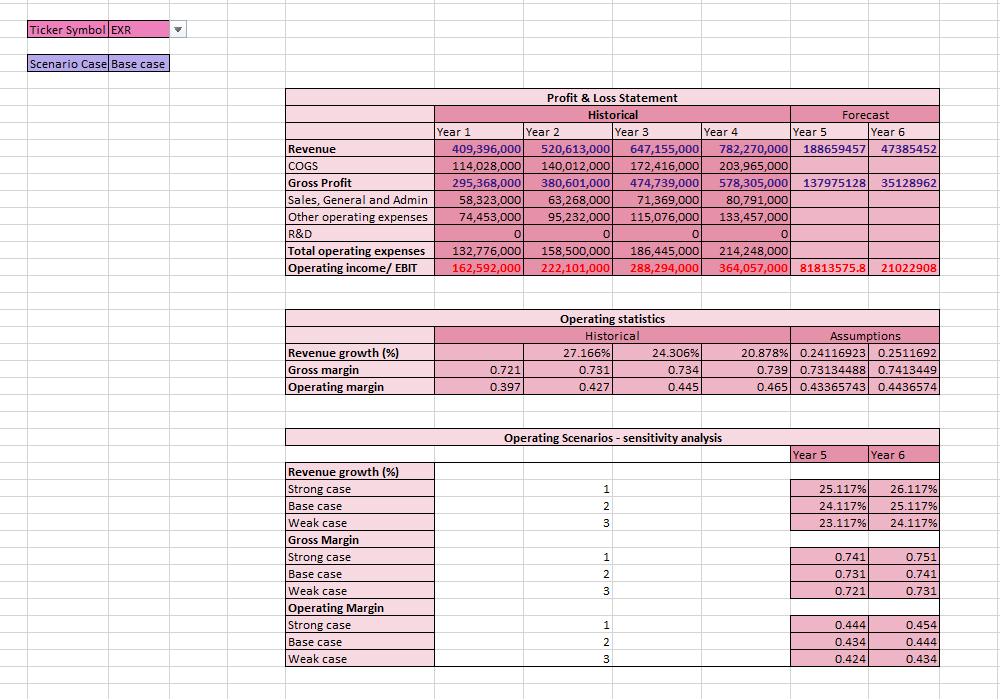 Ticker Symbol EXR
Scenario Case Base case
Profit & Loss Statement
Historical Forecast
Year 1 Year 2 Year 3 Year 4 Year 5 Year 6
Revenue 409,396,000 520,613,000 647,155,000 782,270,000 188659457 47385452
COGS 114,028,000 140,012,000 172,416,000 203,965,000
Gross Profit 295,368,000 380,601,000 474,739,000 578,305,000 137975128 35128962
Sales, General and Admin 58,323,000 63,268,000 71,369,000 80,791,000
Other operating expenses 74,453,000 95,232,000 115,076,000 133,457,000
R&D 0 0 0 0
Total operating expenses 132,776,000 158,500,000 186,445,000 214,248,000
Operating income/ EBIT 162,592,000 222,101,000 288,294,000 364,057,000 81813575.8 21022908
Operating statistics
Historical Assumptions
Revenue growth (%) 27.166% 24.306% 20.878% 0.24116923 0.2511692
Gross margin 0.721 0.731 0.734 0.739 0.73134488 0.7413449
Operating margin 0.397 0.427 0.445 0.465 0.43365743 0.4436574
Operating Scenarios - sensitivity analysis
Year 5 Year 6
Revenue growth (%)
Strong case 1 25.117% 26.117%
Base case 2 24.117% 25.117%
Weak case 3 23.117% 24.117%
Gross Margin
Strong case 1 0.741 0.751
Base case 2 0.731 0.741
Weak case 3 0.721 0.731
Operating Margin
Strong case 1 0.444 0.454
Base case 2 0.434 0.444
Weak case 3 0.424 0.434